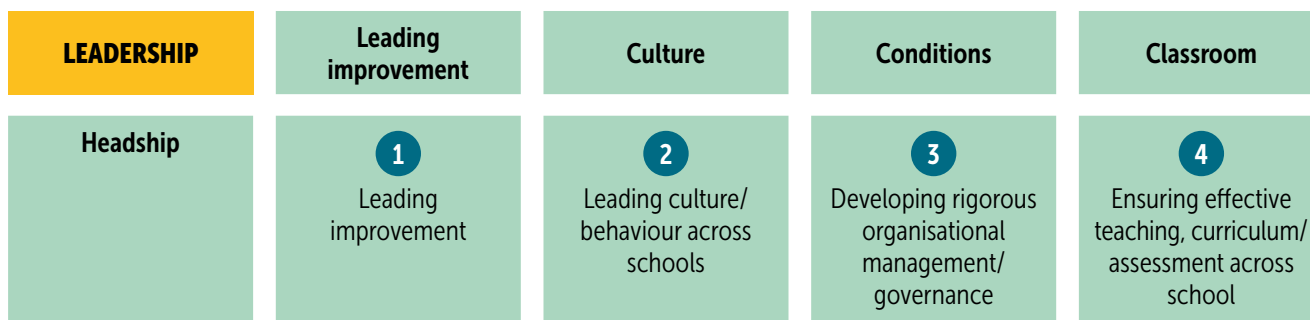 LEADERSHIP
Leading
improvement
Culture
Conditions
Classroom
Headship
1
Leading
improvement
2
Leading culture/
behaviour across
schools
3
Developing rigorous
organisational
management/
governance
4
Ensuring effective
teaching, curriculum/
assessment across
school